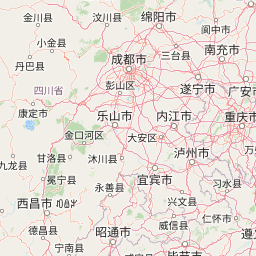 金川县
汶川县
绵阳市
阆中市
小金县
成都市
三台县
南充市
丹巴县
四川省
彭山区
遂宁市
广安市
康定市
乐山市
内江市
重庆市
金口河区
大安区
甘洛县
沐川县
泸州市
九龙县
冕宁县
永善县
宜宾市
习水县
西昌市
兴文县
德昌县
昭通市
威信县
仁怀市
宁南县
毕节市